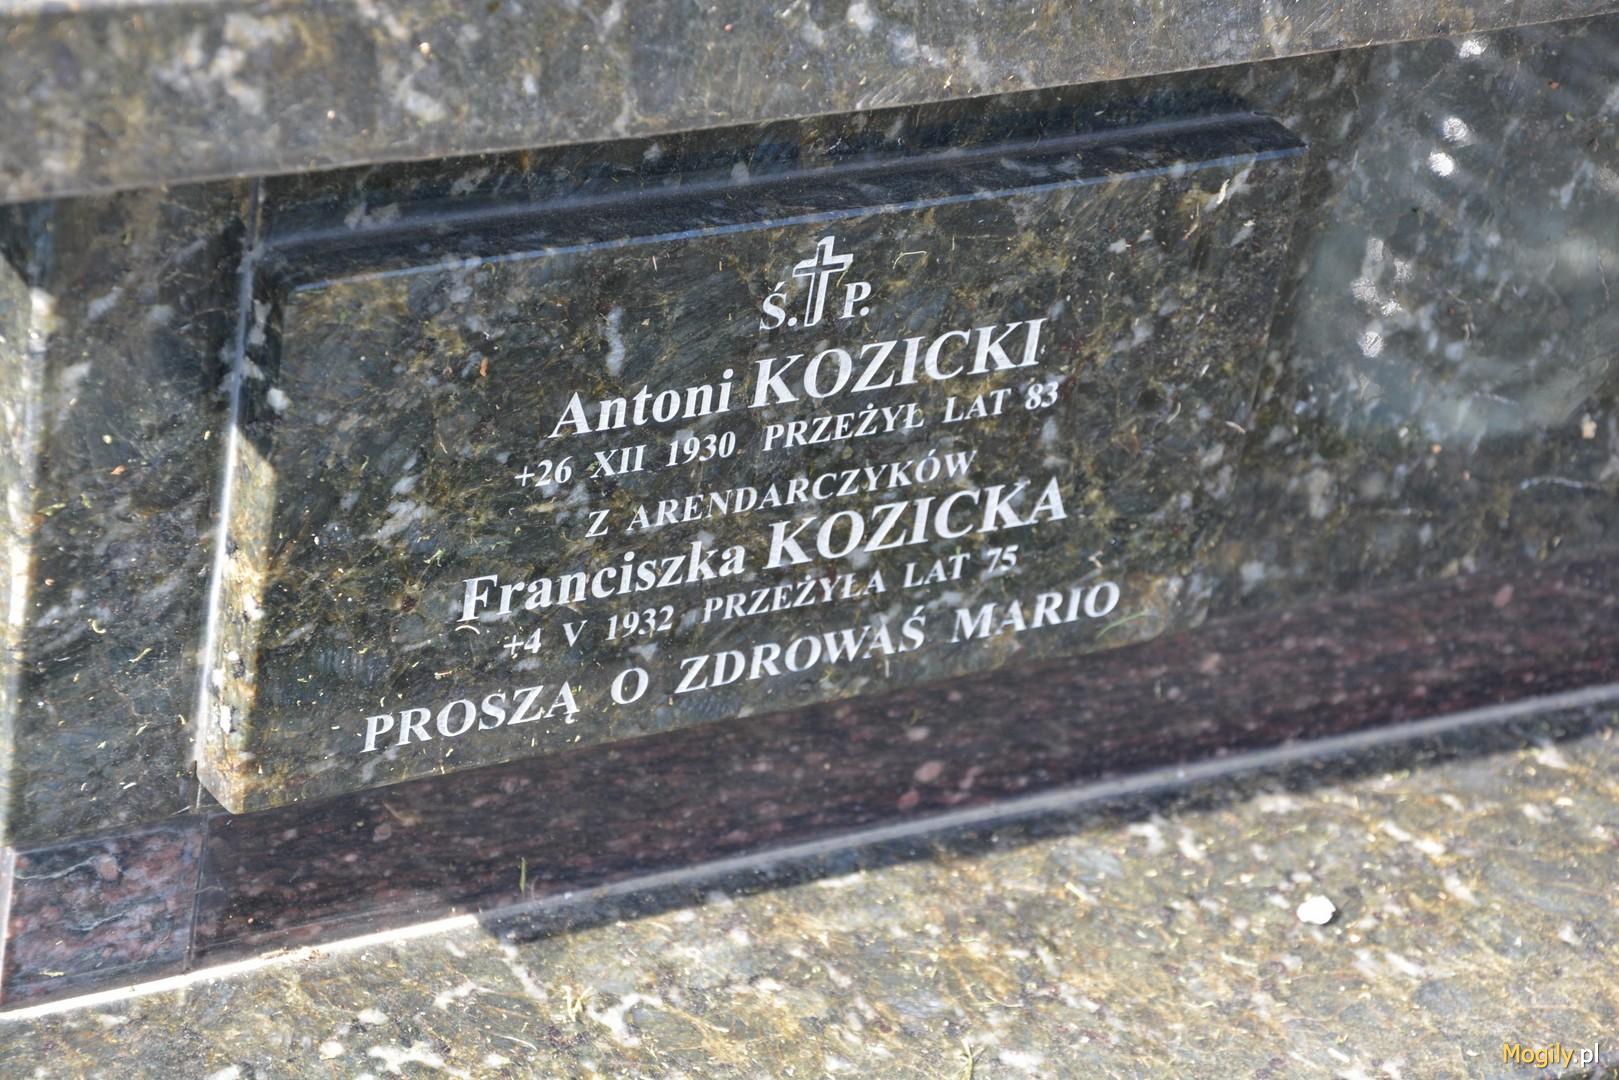 Ś. P.
Antoni KOZICKI
+26 XII 1930 PRZEŻYŁ LAT 83
Z ARENDARCZYKÓW
Franciszka KOZICKA
+4 V 1932 PRZEŻYŁA LAT 75
PROSZĄ O ZDROWAŚ MARIO
Mogily.pl